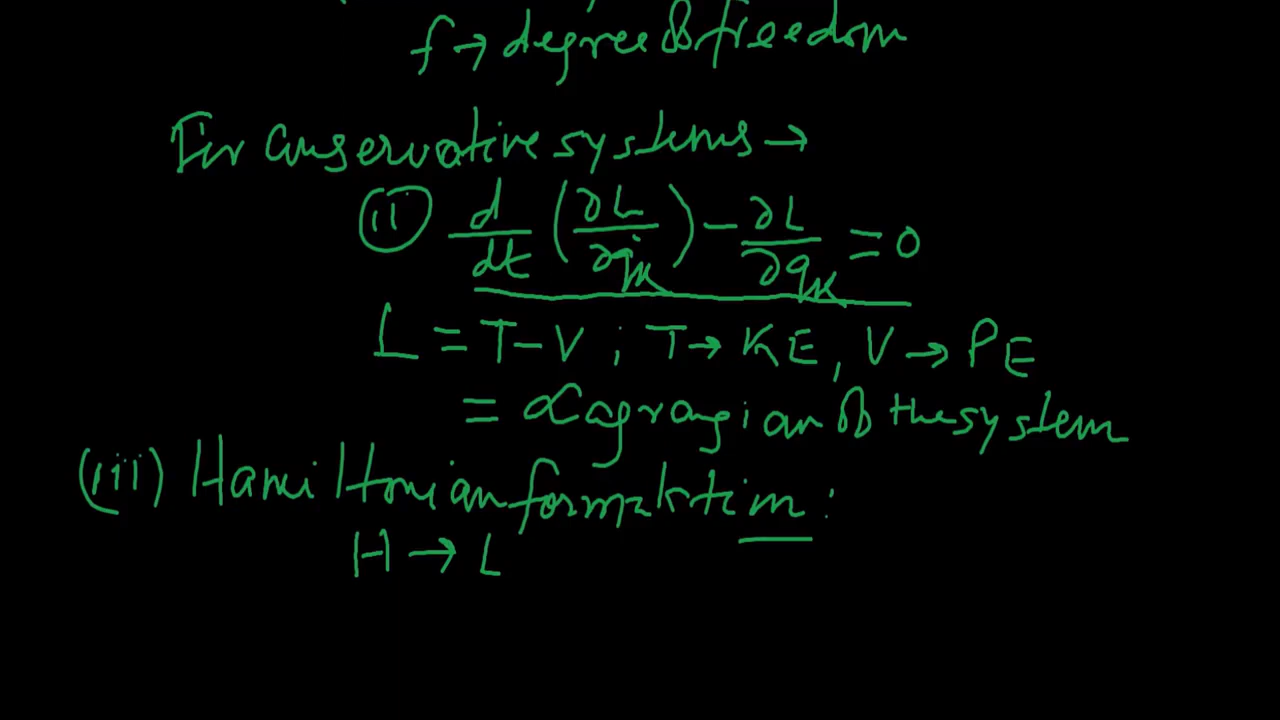 f → degree of freedom
For conservative systems →
(ii) d/dt (∂L/∂q̇k) − ∂L/∂qk = 0
L = T − V ; T → KE, V → PE
= Lagrangian of the system
(iii) Hamiltonian formulation :
H → L